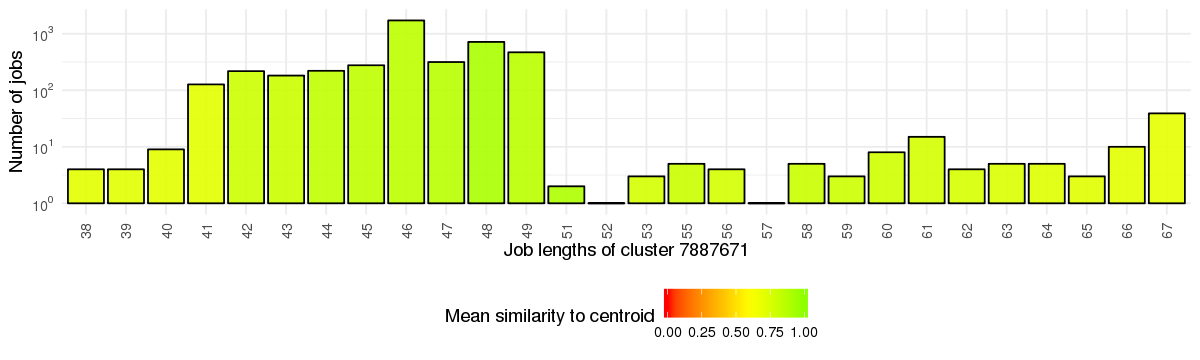 Number of jobs
10³
10²
10¹
10⁰
38 39 40 41 42 43 44 45 46 47 48 49 51 52 53 55 56 57 58 59 60 61 62 63 64 65 66 67
Job lengths of cluster 7887671
Mean similarity to centroid
0.00 0.25 0.50 0.75 1.00